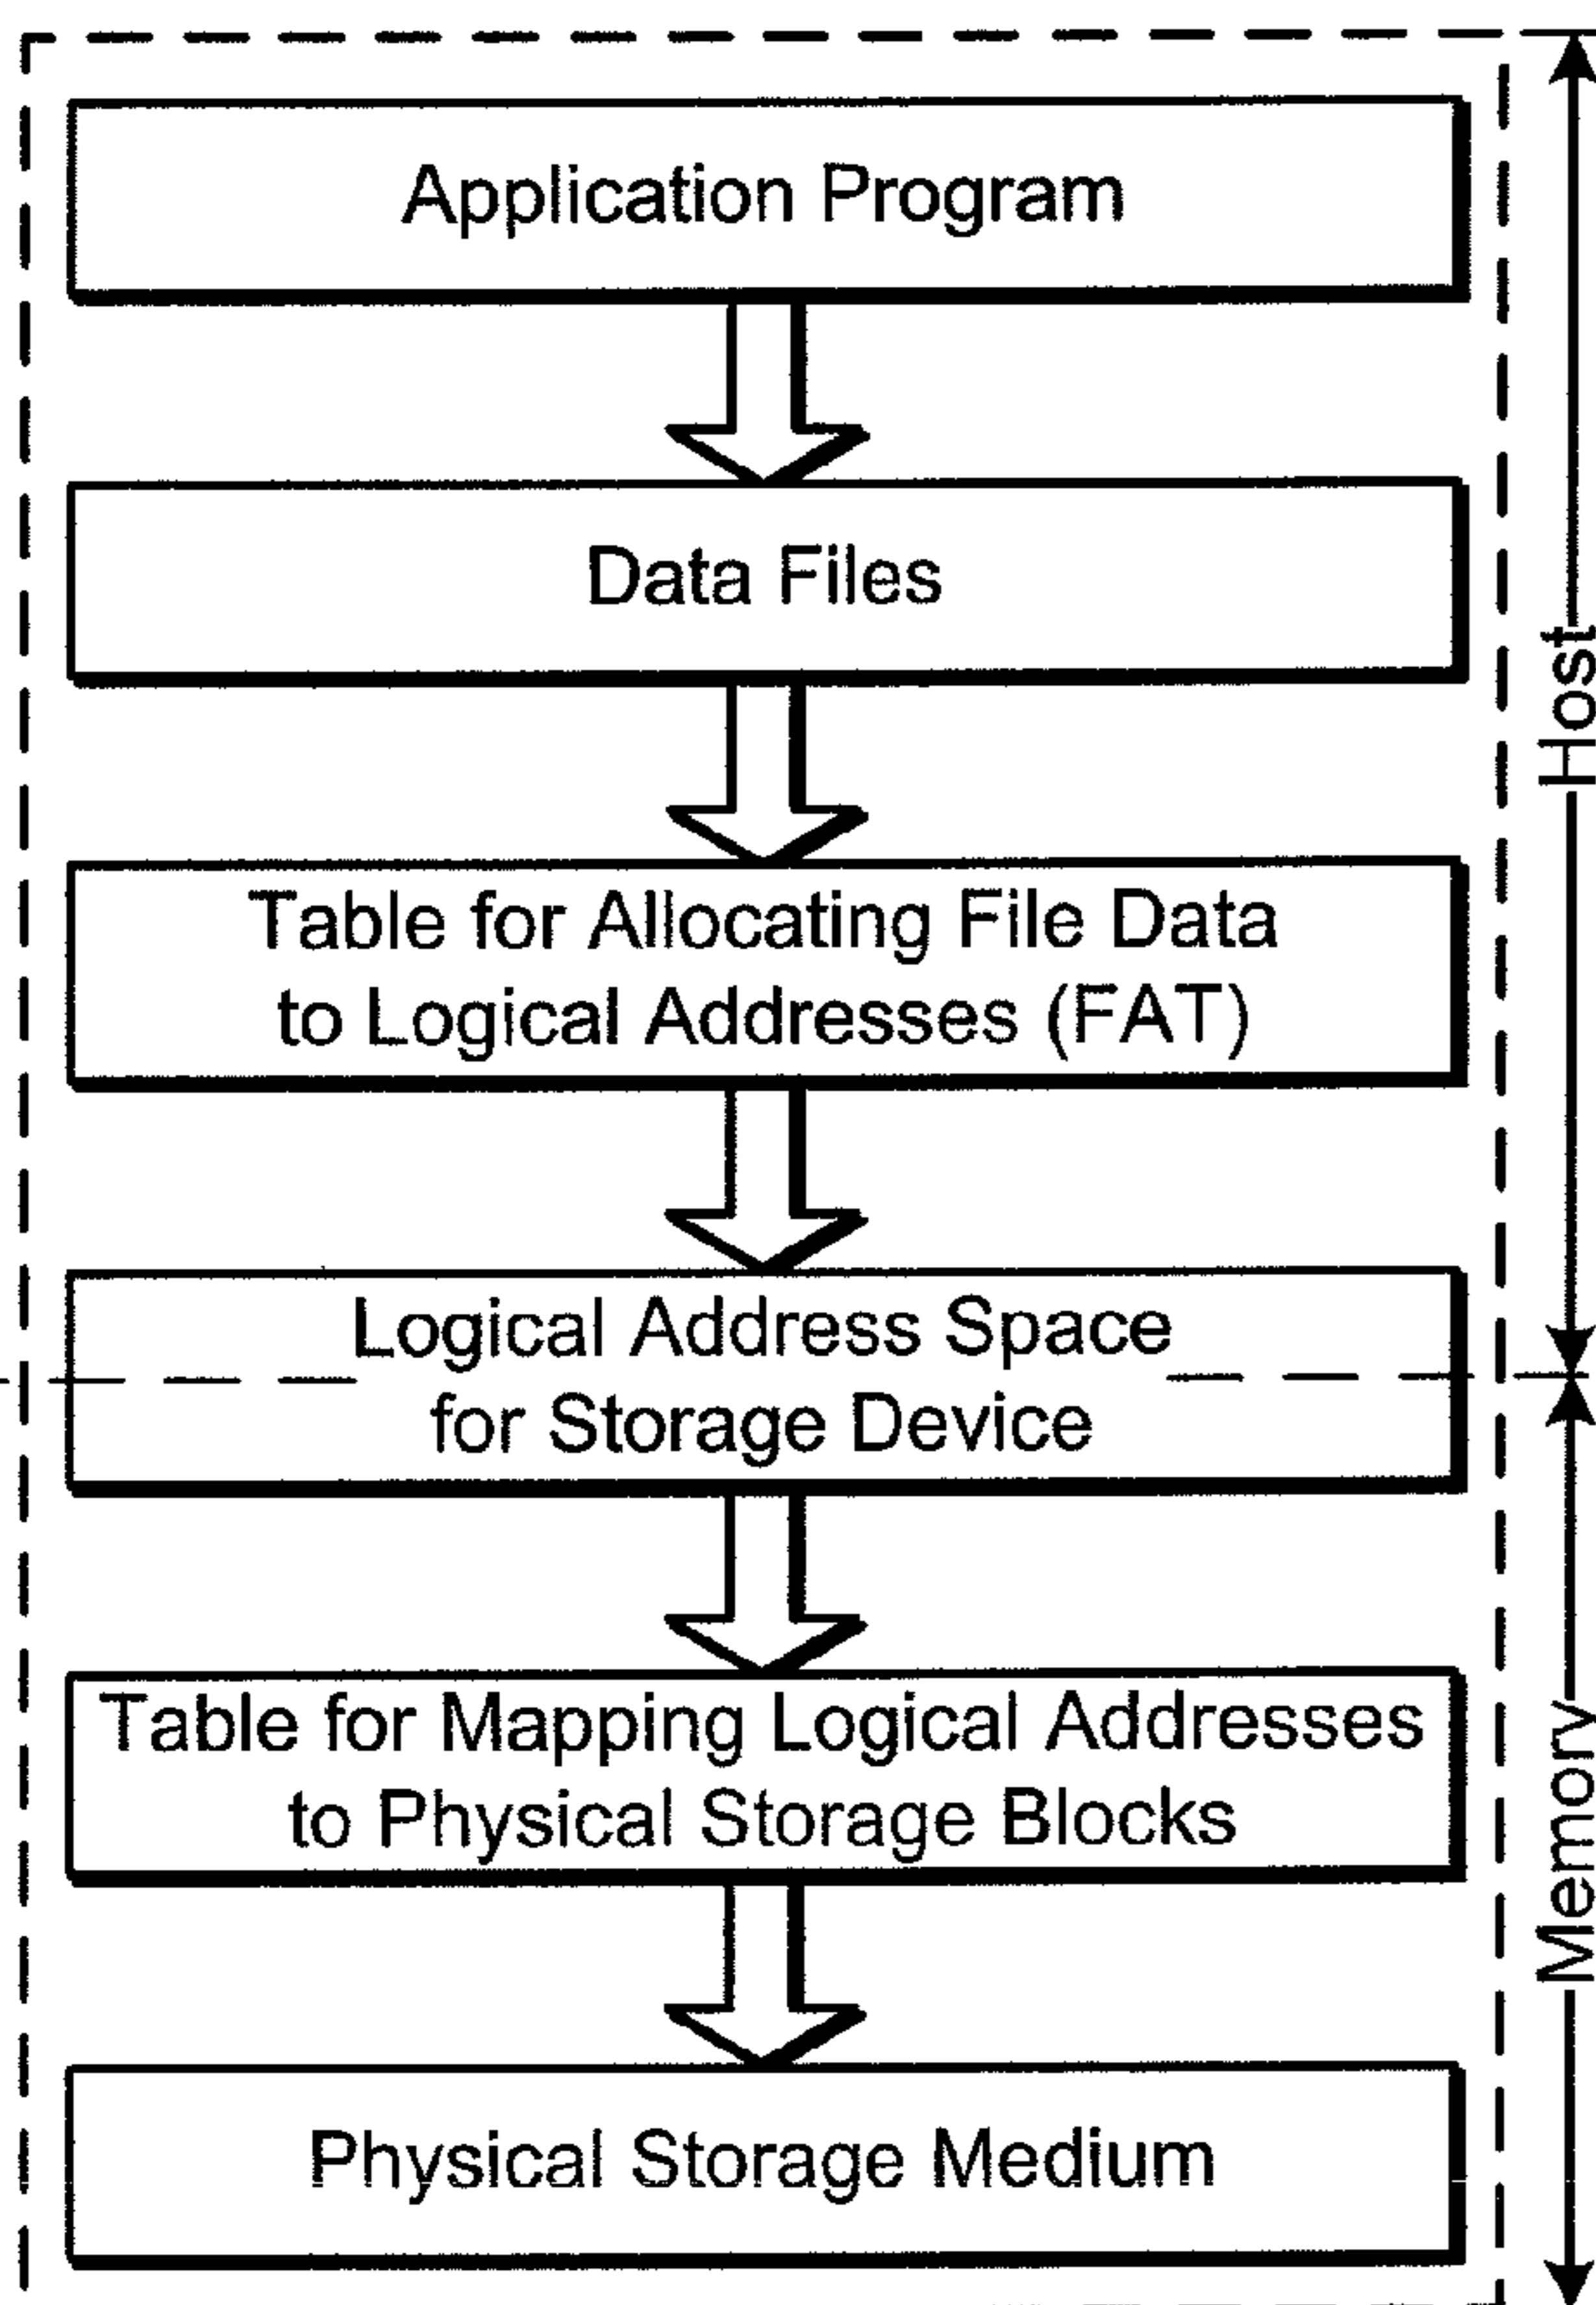 Application Program
Data Files
Table for Allocating File Data
to Logical Addresses (FAT)
Logical Address Space
for Storage Device
Table for Mapping Logical Addresses
to Physical Storage Blocks
Physical Storage Medium
Host
Memory